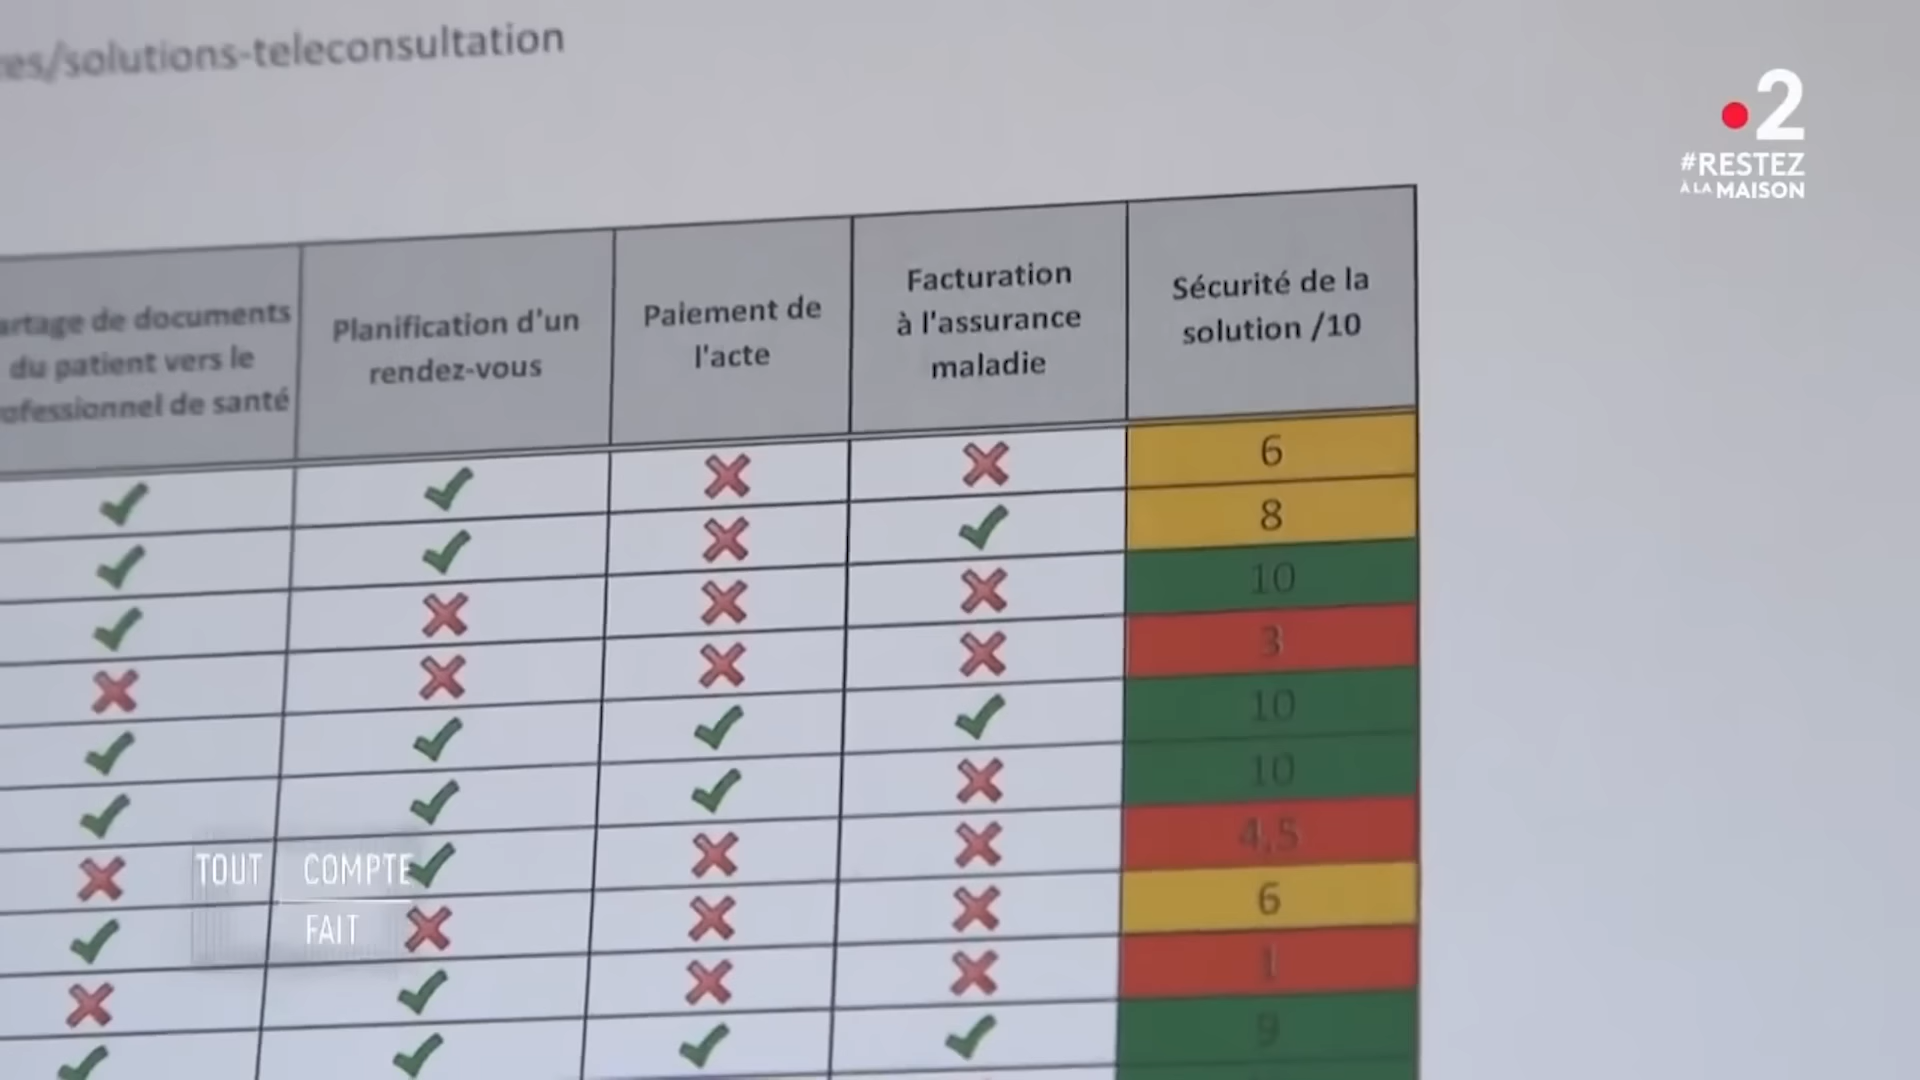 res/solutions-teleconsultation
2
#RESTEZ
À LA MAISON
artage de documents
du patient vers le
ofessionnel de santé
Planification d'un
rendez-vous
Paiement de
l'acte
Facturation
à l'assurance
maladie
Sécurité de la
solution /10
6
8
10
3
10
10
4,5
6
1
9
TOUT COMPTE
FAIT